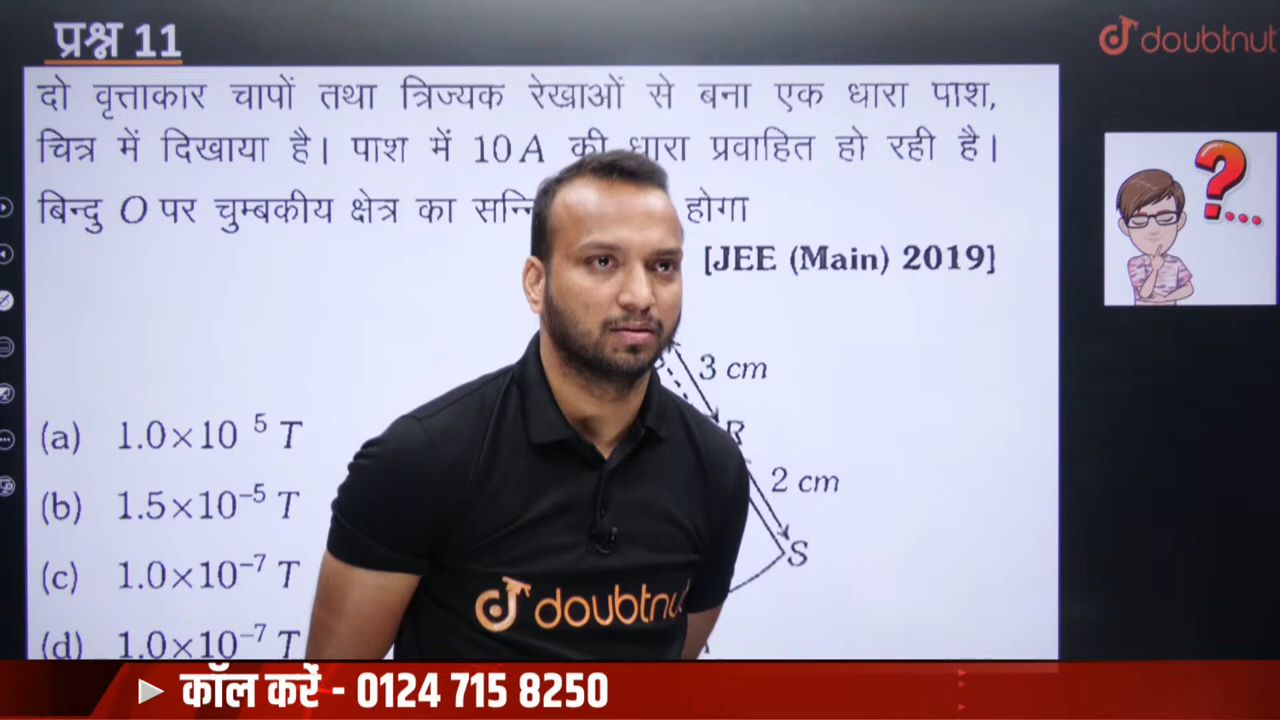 प्रश्न 11
doubtnut
दो वृत्ताकार चापों तथा त्रिज्यक रेखाओं से बना एक धारा पाश,
चित्र में दिखाया है। पाश में 10 A की धारा प्रवाहित हो रही है।
बिन्दु O पर चुम्बकीय क्षेत्र का होगा
[JEE (Main) 2019]
3 cm
R
(a) 1.0×10 5 T
2 cm
(b) 1.5×10⁻⁵ T
S
(c) 1.0×10⁻⁷ T
doubtnu
(d) 1.0×10⁻⁷ T
कॉल करें - 0124 715 8250